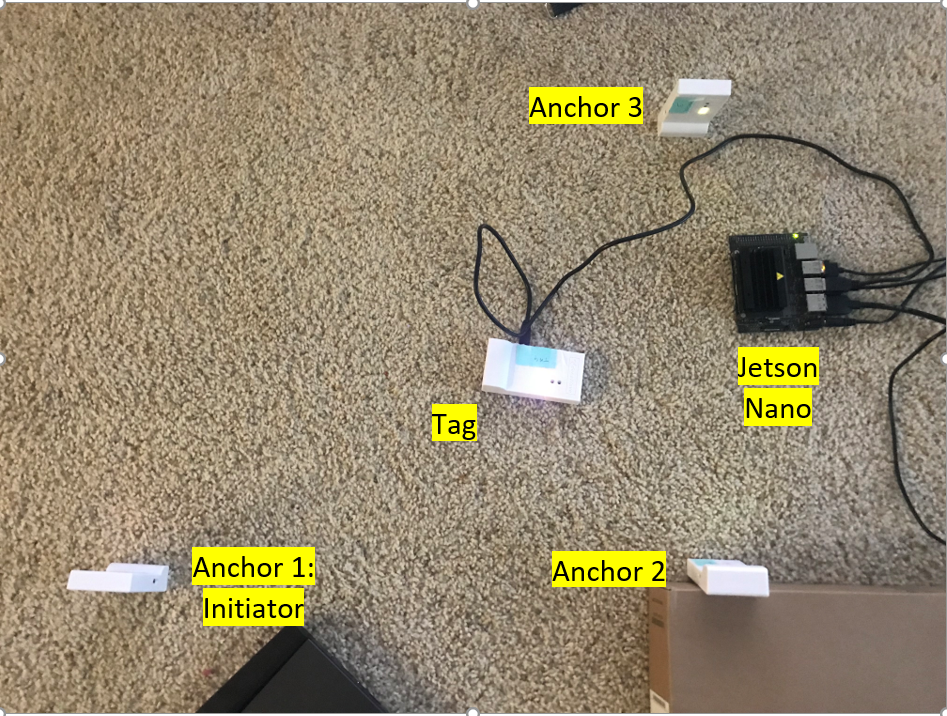 Anchor 3
Jetson
Nano
Tag
Anchor 1:
Initiator
Anchor 2